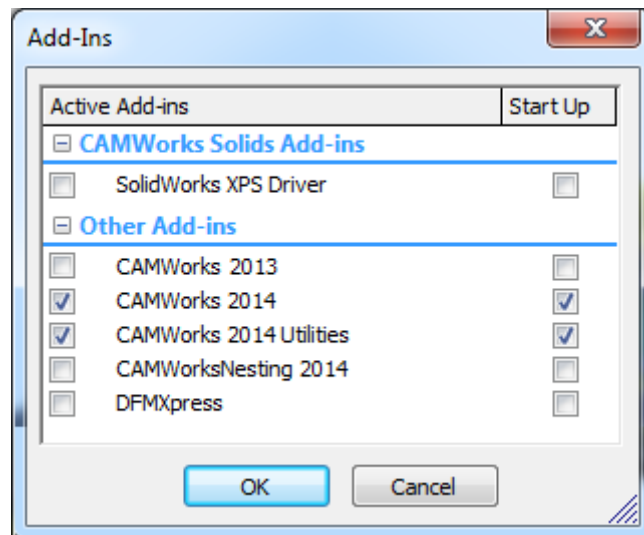 Add-Ins
Active Add-ins Start Up
CAMWorks Solids Add-ins
SolidWorks XPS Driver
Other Add-ins
CAMWorks 2013
CAMWorks 2014
CAMWorks 2014 Utilities
CAMWorksNesting 2014
DFMXpress
OK Cancel